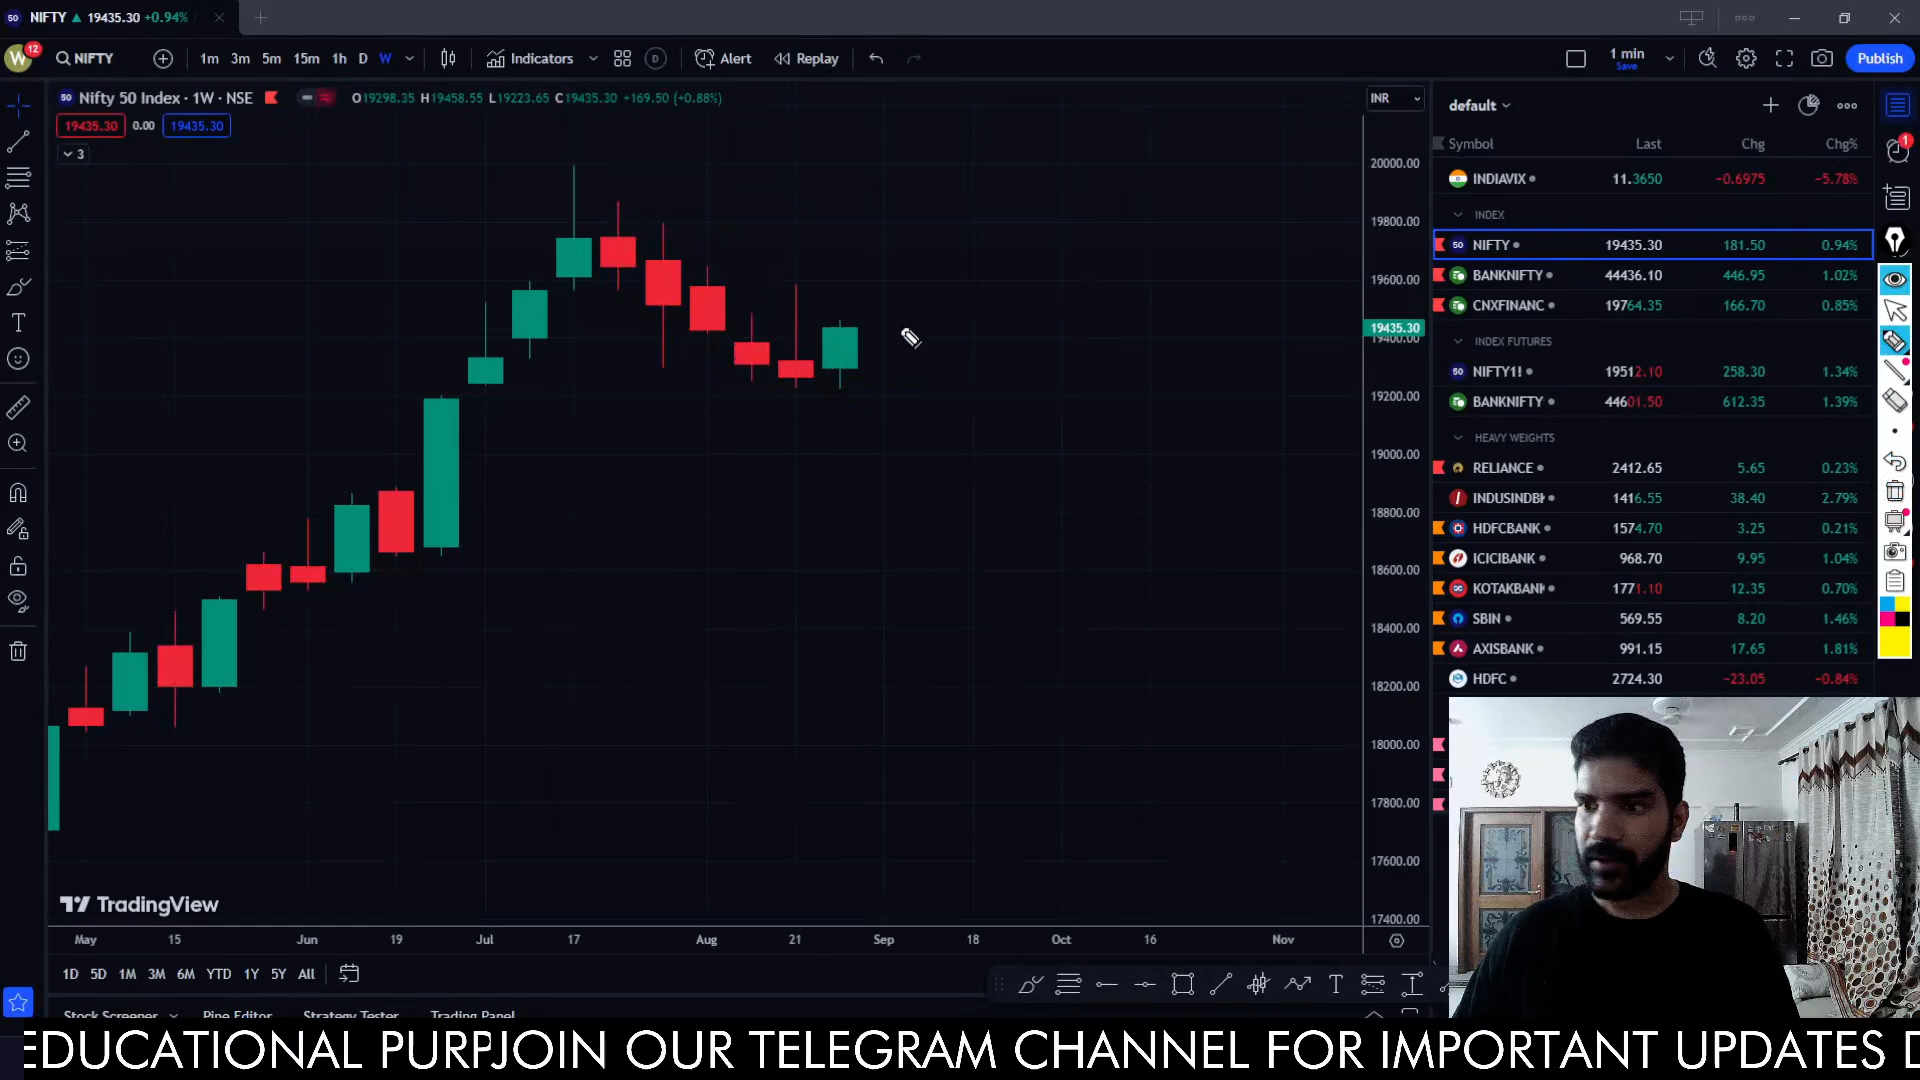 NIFTY ▲ 19435.30 +0.94% /
W 12 NIFTY 1m 3m 5m 15m 1h D W Indicators D Alert Replay 1 min Save Publish
50 Nifty 50 Index · 1W · NSE O19298.35 H19458.55 L19223.65 C19435.30 +169.50 (+0.88%)
19435.30 0.00 19435.30
3
INR
20000.00
19800.00
19600.00
19435.30
19400.00
19200.00
19000.00
18800.00
18600.00
18400.00
18200.00
18000.00
17800.00
17600.00
17400.00
May 15 Jun 19 Jul 17 Aug 21 Sep 18 Oct 16 Nov
TradingView
1D 5D 1M 3M 6M YTD 1Y 5Y All
Stock Screener Pine Editor Strategy Tester Trading Panel
default
Symbol Last Chg Chg%
INDIAVIX 11.3650 −0.6975 −5.78%
INDEX
50 NIFTY 19435.30 181.50 0.94%
BANKNIFTY 44436.10 446.95 1.02%
CNXFINANC 19764.35 166.70 0.85%
INDEX FUTURES
50 NIFTY1! 19512.10 258.30 1.34%
BANKNIFTY 44601.50 612.35 1.39%
HEAVY WEIGHTS
RELIANCE 2412.65 5.65 0.23%
INDUSINDBK 1416.55 38.40 2.79%
HDFCBANK 1574.70 3.25 0.21%
ICICIBANK 968.70 9.95 1.04%
KOTAKBANK 1771.10 12.35 0.70%
SBIN 569.55 8.20 1.46%
AXISBANK 991.15 17.65 1.81%
HDFC 2724.30 −23.05 −0.84%
1
EDUCATIONAL PURPJOIN OUR TELEGRAM CHANNEL FOR IMPORTANT UPDATES D